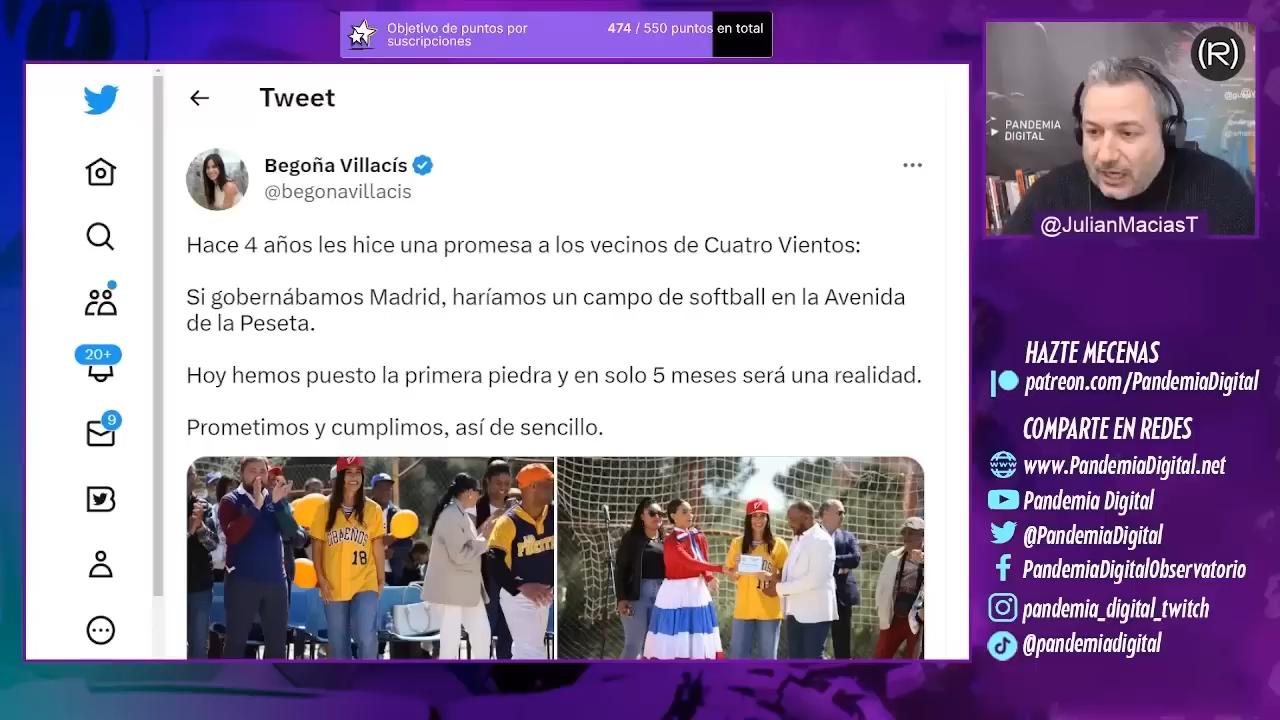 Objetivo de puntos por
suscripciones
474 / 550 puntos en total
Tweet
Begoña Villacís
@begonavillacis
Hace 4 años les hice una promesa a los vecinos de Cuatro Vientos:
Si gobernábamos Madrid, haríamos un campo de softball en la Avenida
de la Peseta.
Hoy hemos puesto la primera piedra y en solo 5 meses será una realidad.
Prometimos y cumplimos, así de sencillo.
20+
9
18
(R)
PANDEMIA
DIGITAL
@JulianMaciasT
HAZTE MECENAS
patreon.com/PandemiaDigital
COMPARTE EN REDES
www.PandemiaDigital.net
Pandemia Digital
@PandemiaDigital
PandemiaDigitalObservatorio
pandemia_digital_twitch
@pandemiadigital